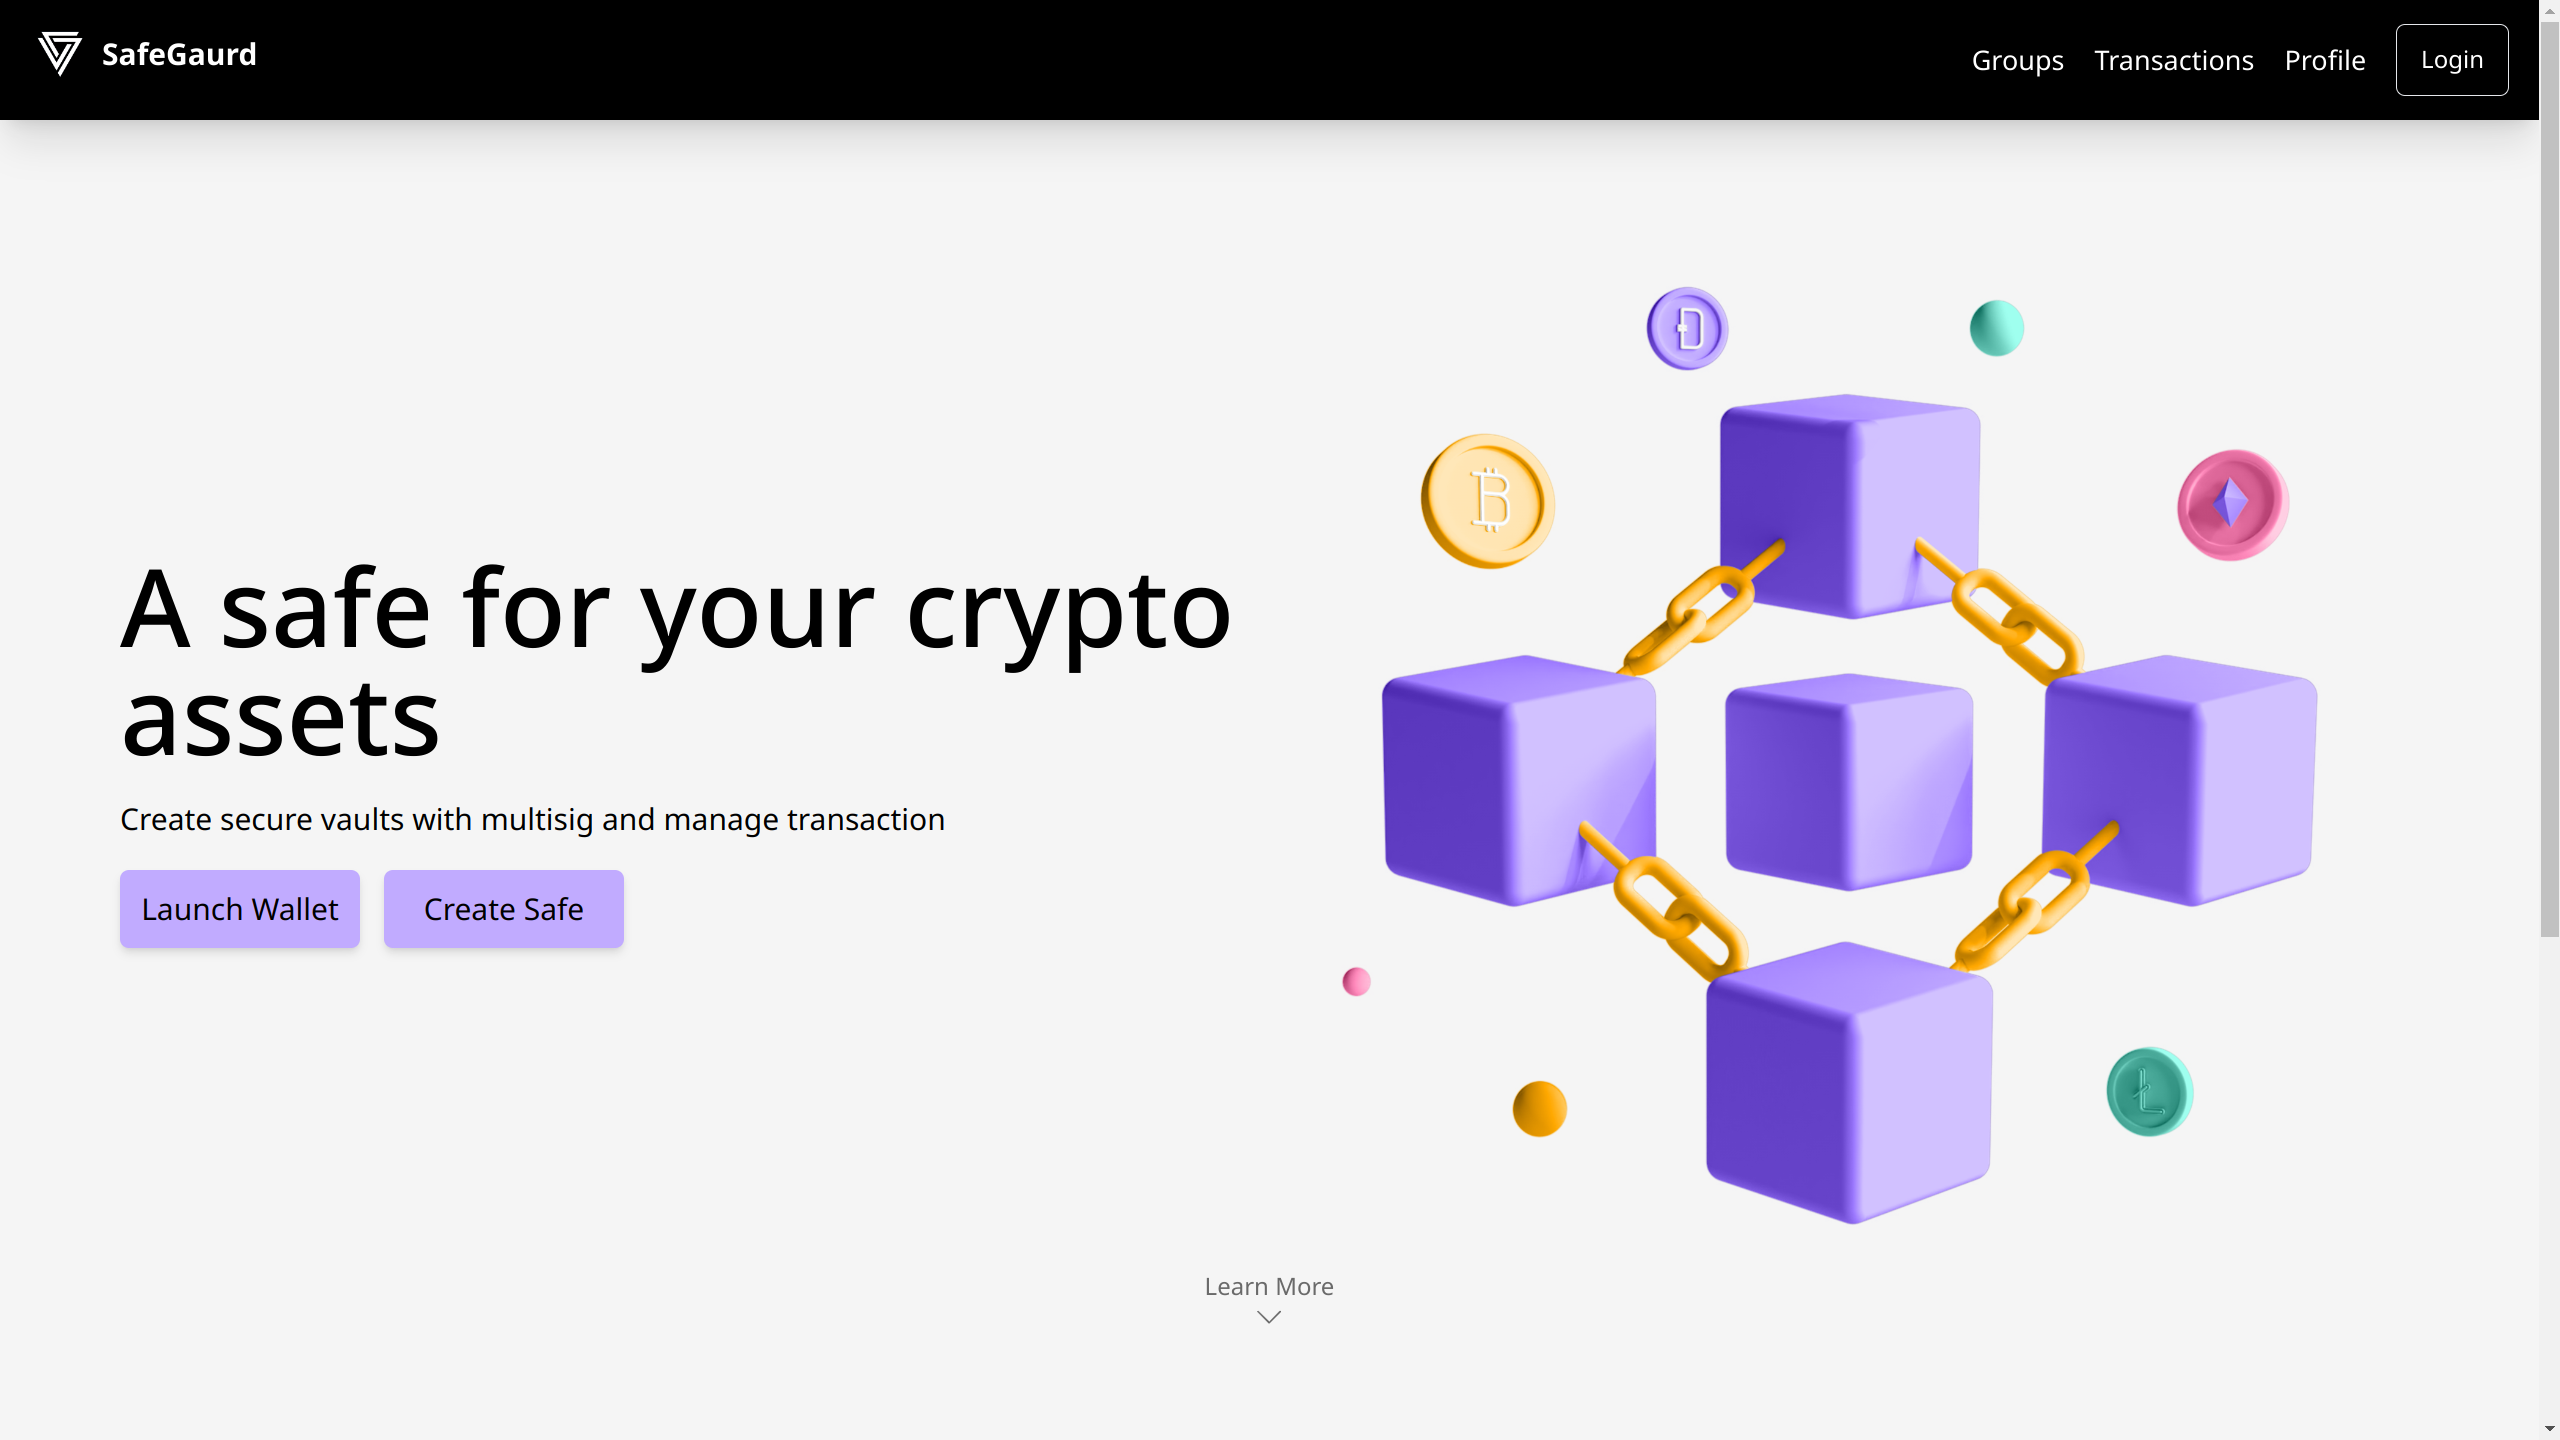 SafeGaurd
Groups Transactions Profile Login
A safe for your crypto
assets
Create secure vaults with multisig and manage transaction
Launch Wallet Create Safe
Learn More